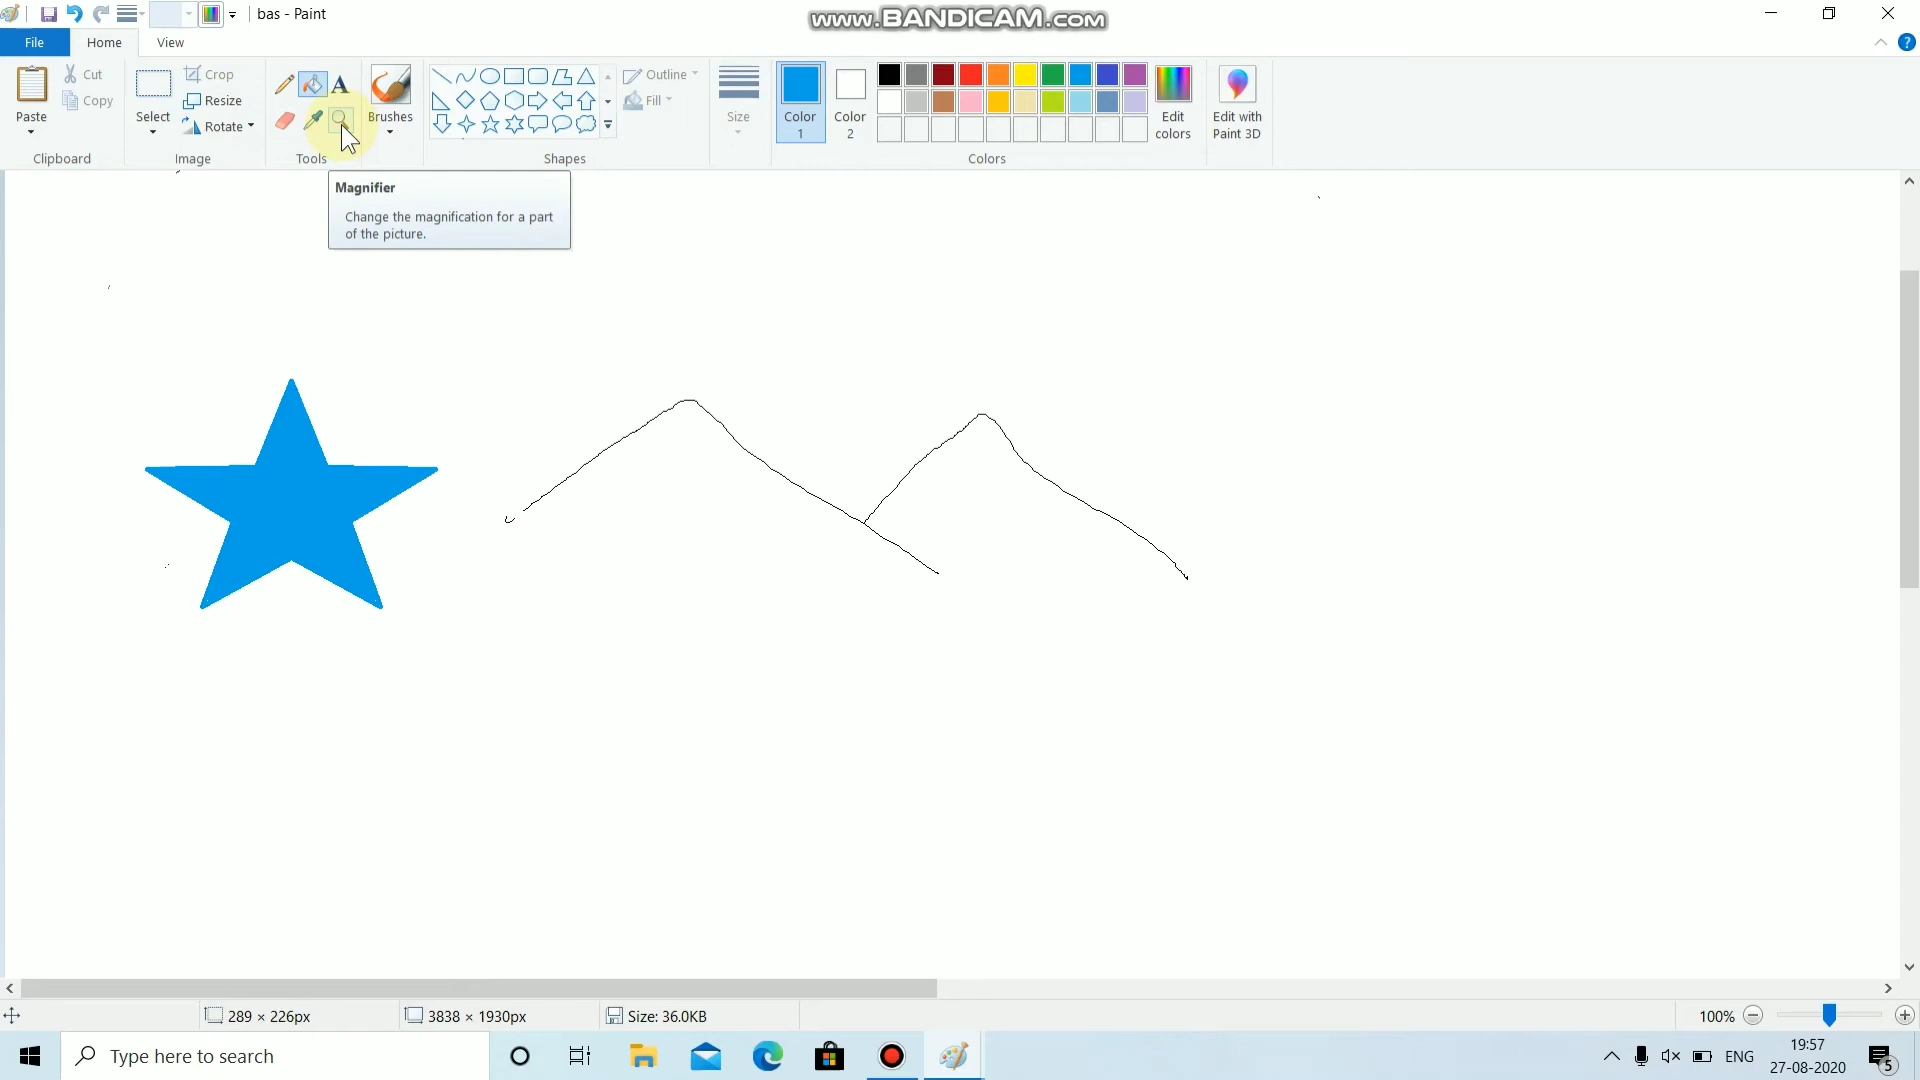 bas - Paint
www.BANDICAM.com
File
Home
View
?
Paste
Cut
Copy
Clipboard
Select
Crop
Resize
Rotate
Image
A
Tools
Brushes
Shapes
Outline
Fill
Size
Color
1
Color
2
Edit
colors
Colors
Edit with
Paint 3D
Magnifier
Change the magnification for a part
of the picture.
289 × 226px
3838 × 1930px
Size: 36.0KB
100%
Type here to search
ENG
19:57
27-08-2020
5